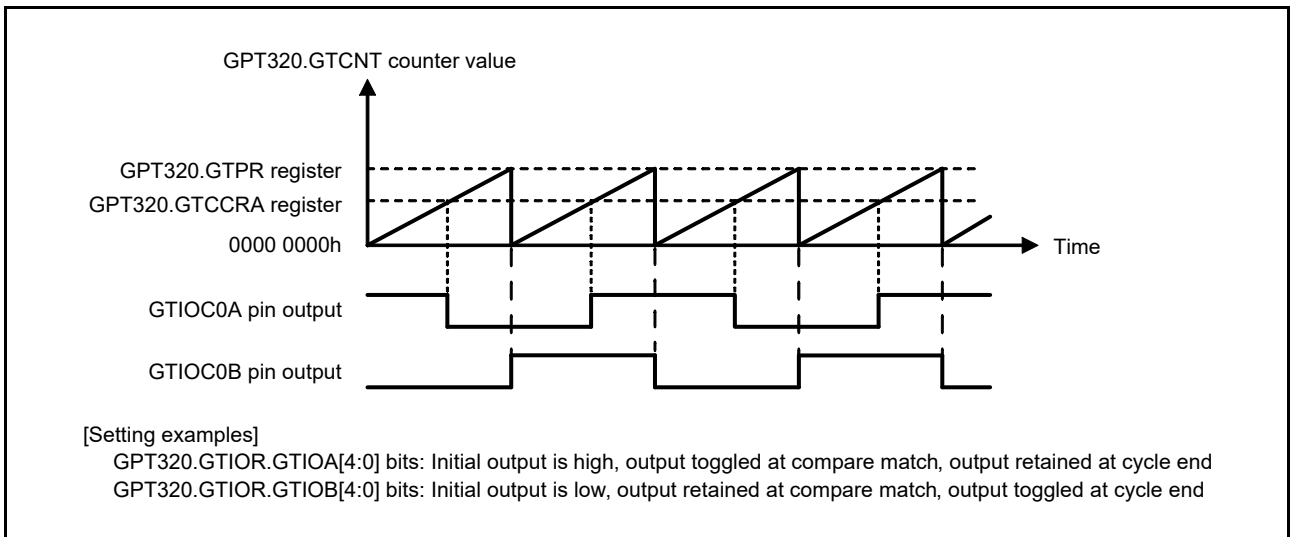 GPT320.GTCNT counter value
GPT320.GTPR register
GPT320.GTCCRA register
0000 0000h
Time
GTIOC0A pin output
GTIOC0B pin output
[Setting examples]
GPT320.GTIOR.GTIOA[4:0] bits: Initial output is high, output toggled at compare match, output retained at cycle end
GPT320.GTIOR.GTIOB[4:0] bits: Initial output is low, output retained at compare match, output toggled at cycle end